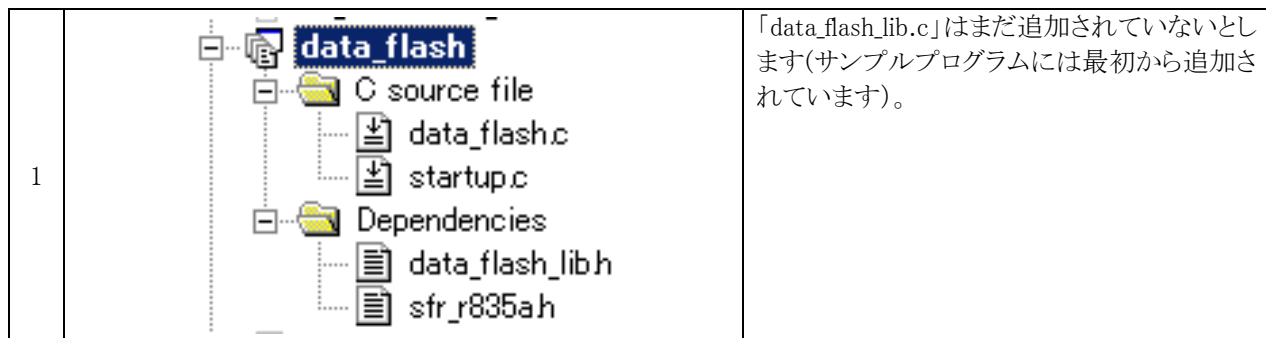 1
data_flash
C source file
data_flash.c
startup.c
Dependencies
data_flash_lib.h
sfr_r835a.h
「data_flash_lib.c」はまだ追加されていないとし
ます(サンプルプログラムには最初から追加さ
れています)。